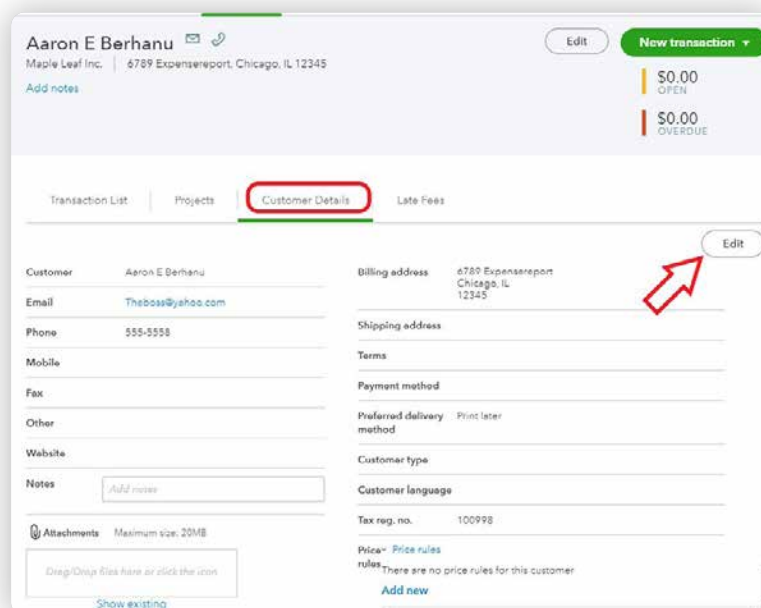 Aaron E Berhanu
Edit
New transaction
Maple Leaf Inc. | 6789 Expensereport, Chicago, IL 12345
Add notes
$0.00
OPEN
$0.00
OVERDUE
Transaction List
Projects
Customer Details
Late Fees
Edit
Customer Aaron E Berhanu
Email Theboss@yahoo.com
Phone 555-5558
Mobile
Fax
Other
Website
Notes Add notes
Attachments Maximum size: 20MB
Drag/Drop files here or click the icon
Show existing
Billing address 6789 Expensereport
Chicago, IL
12345
Shipping address
Terms
Payment method
Preferred delivery Print later
method
Customer type
Customer language
Tax reg. no. 100998
Price Price rules
rules There are no price rules for this customer
Add new